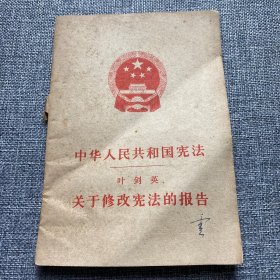 中华人民共和国宪法
叶剑英
关于修改宪法的报告